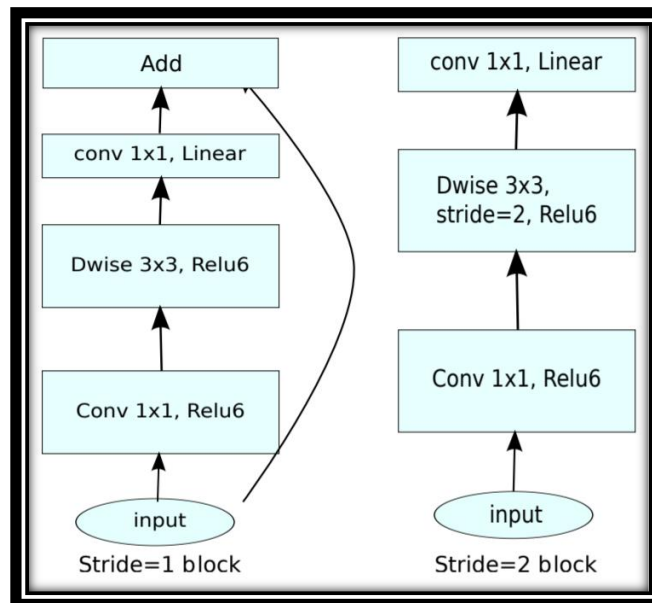 Add
conv 1x1, Linear
Dwise 3x3, Relu6
Conv 1x1, Relu6
input
Stride=1 block
conv 1x1, Linear
Dwise 3x3,
stride=2, Relu6
Conv 1x1, Relu6
input
Stride=2 block